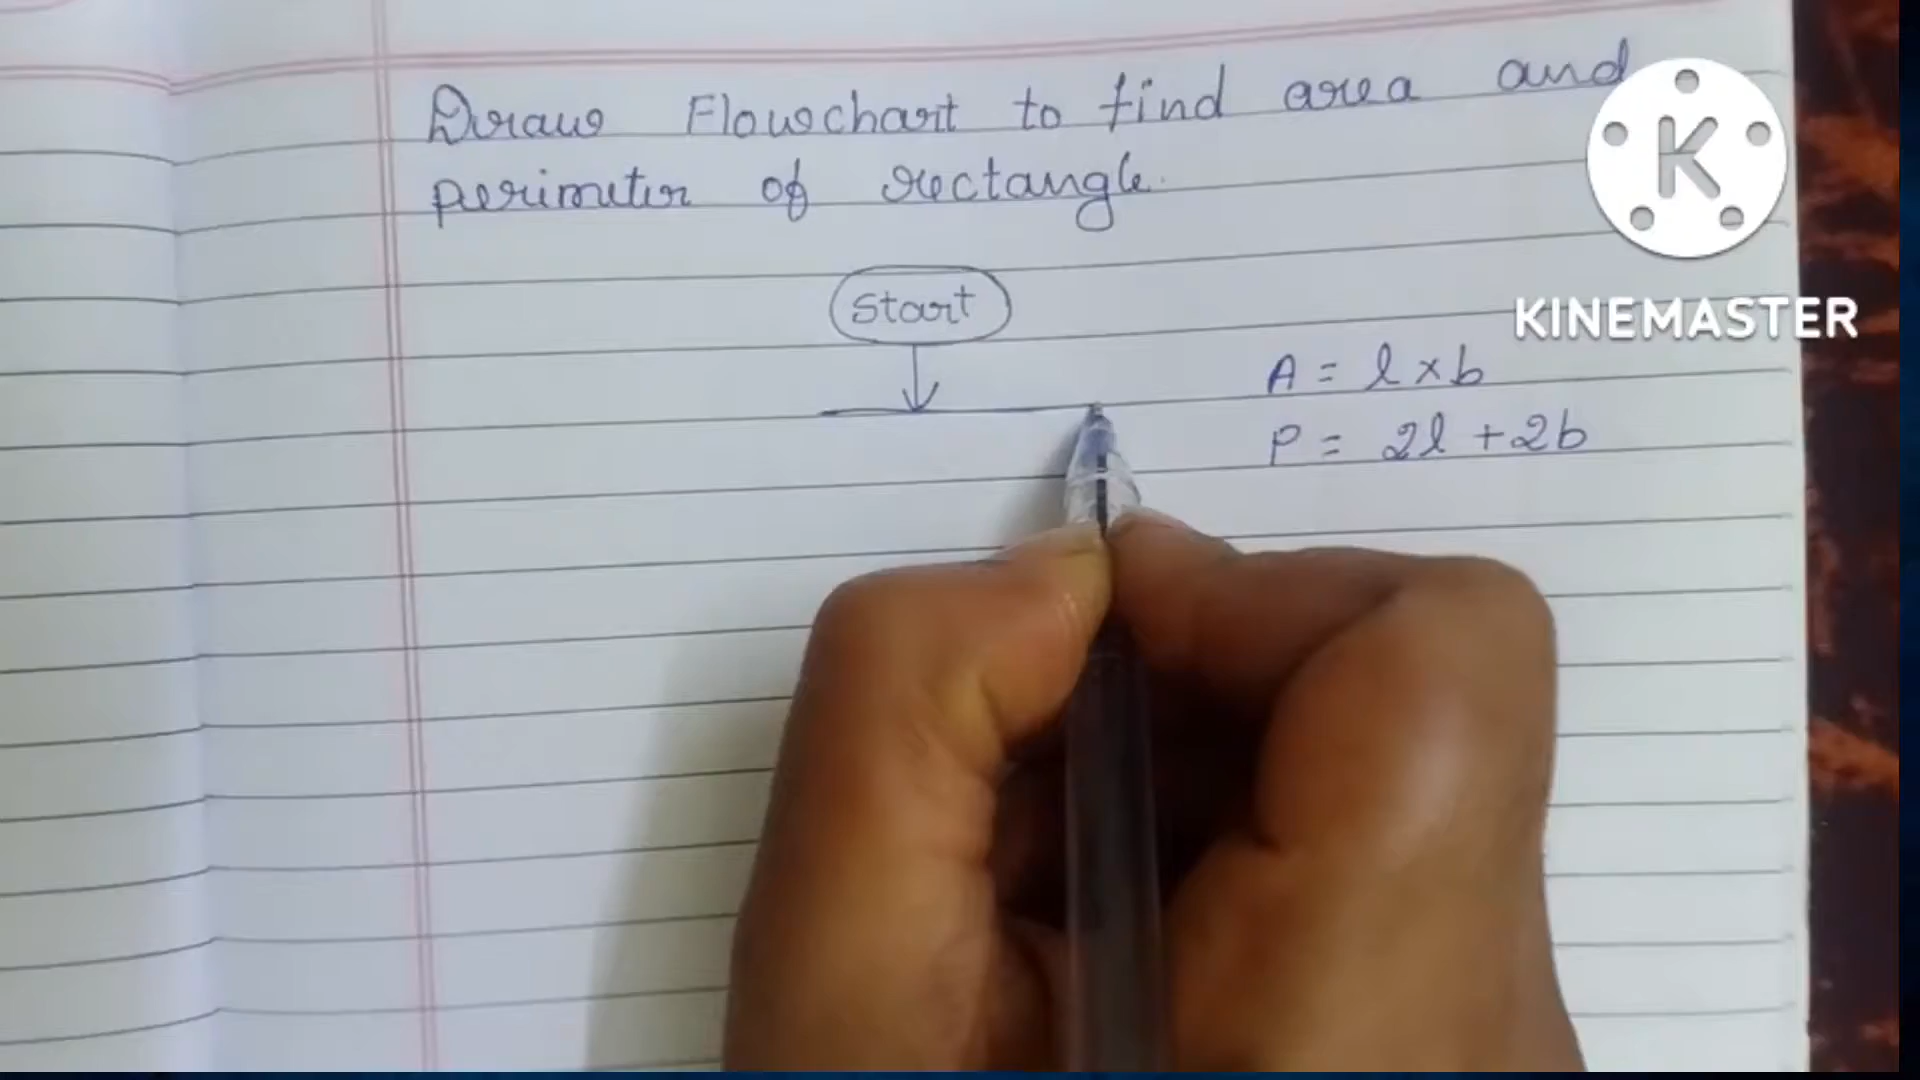 Draw Flowchart to find area and
perimeter of rectangle.
Start
A = l × b
P = 2l + 2b
K
KINEMASTER